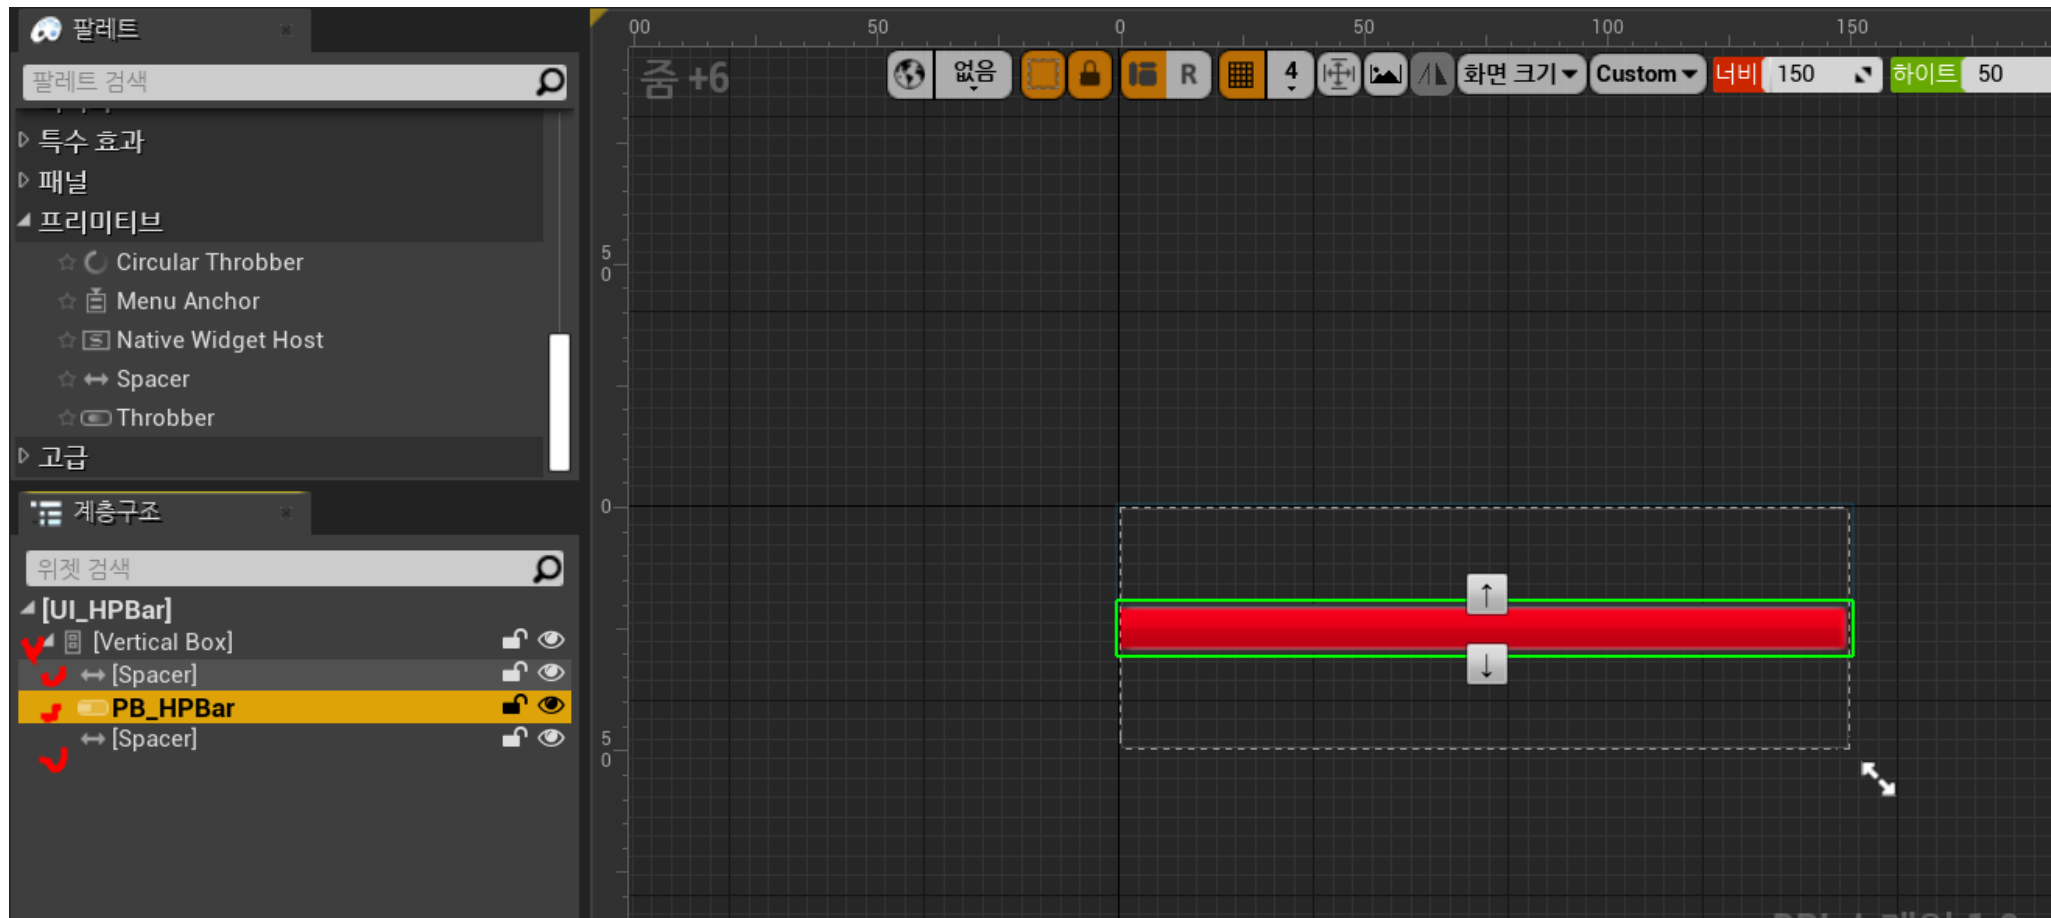 팔레트
팔레트 검색
특수 효과
패널
프리미티브
Circular Throbber
Menu Anchor
Native Widget Host
Spacer
Throbber
고급
계층구조
위젯 검색
[UI_HPBar]
[Vertical Box]
[Spacer]
PB_HPBar
[Spacer]
00 50 0 50 100 150
줌 +6
없음
R
4
화면 크기
Custom
너비 150
하이트 50
5
0
0
5
0
↑
↓